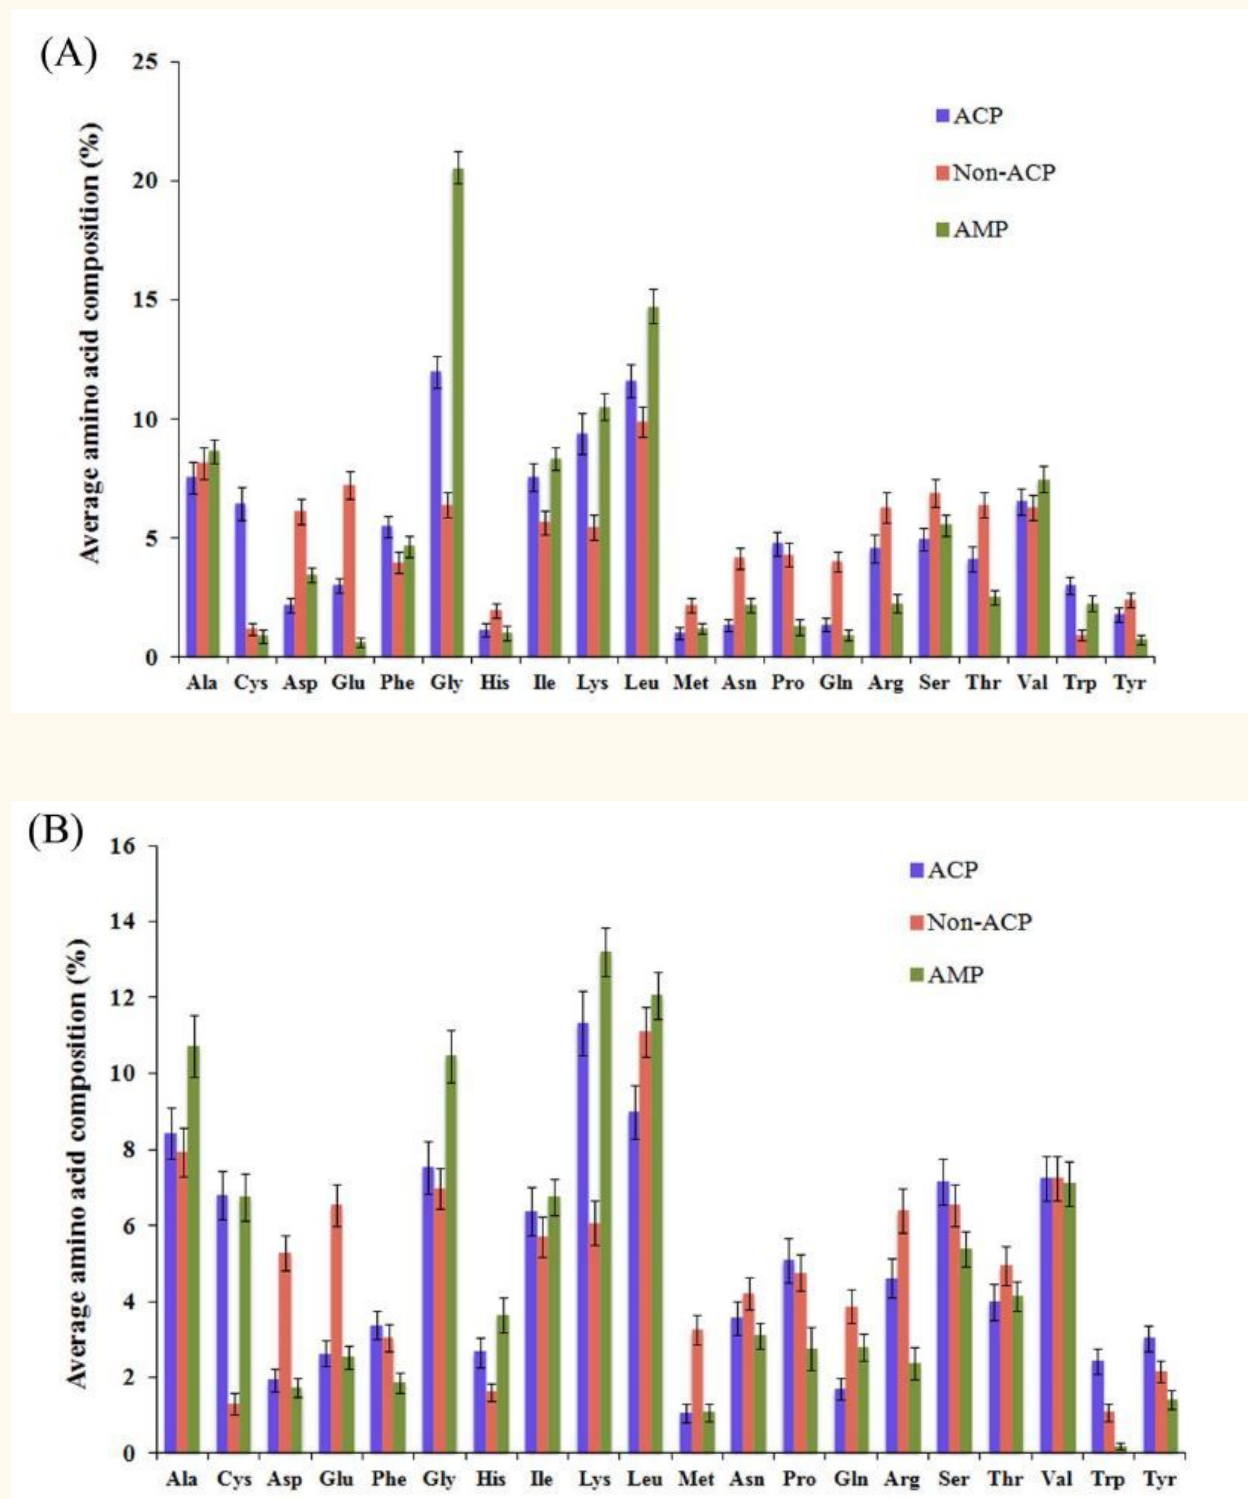 (A)
Average amino acid composition (%)
25
20
15
10
5
0
ACP
Non-ACP
AMP
Ala Cys Asp Glu Phe Gly His Ile Lys Leu Met Asn Pro Gln Arg Ser Thr Val Trp Tyr
(B)
Average amino acid composition (%)
16
14
12
10
8
6
4
2
0
ACP
Non-ACP
AMP
Ala Cys Asp Glu Phe Gly His Ile Lys Leu Met Asn Pro Gln Arg Ser Thr Val Trp Tyr